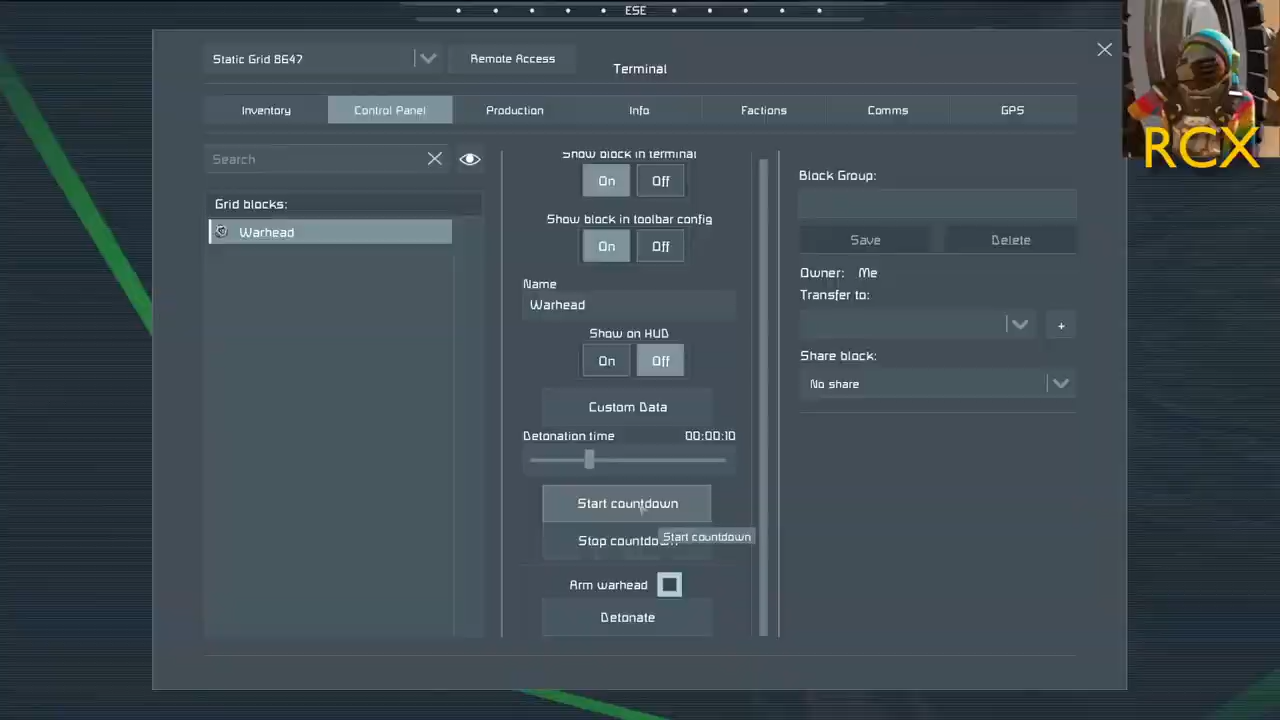 ESE
Static Grid 8647
Remote Access
Terminal
Inventory
Control Panel
Production
Info
Factions
Comms
GPS
RCX
Search
Grid blocks:
Warhead
Show block in terminal
On Off
Show block in toolbar config
On Off
Name
Warhead
Show on HUD
On Off
Custom Data
Detonation time 00:00:10
Start countdown
Stop countdow
Start countdown
Arm warhead
Detonate
Block Group:
Save Delete
Owner: Me
Transfer to:
+
Share block:
No share